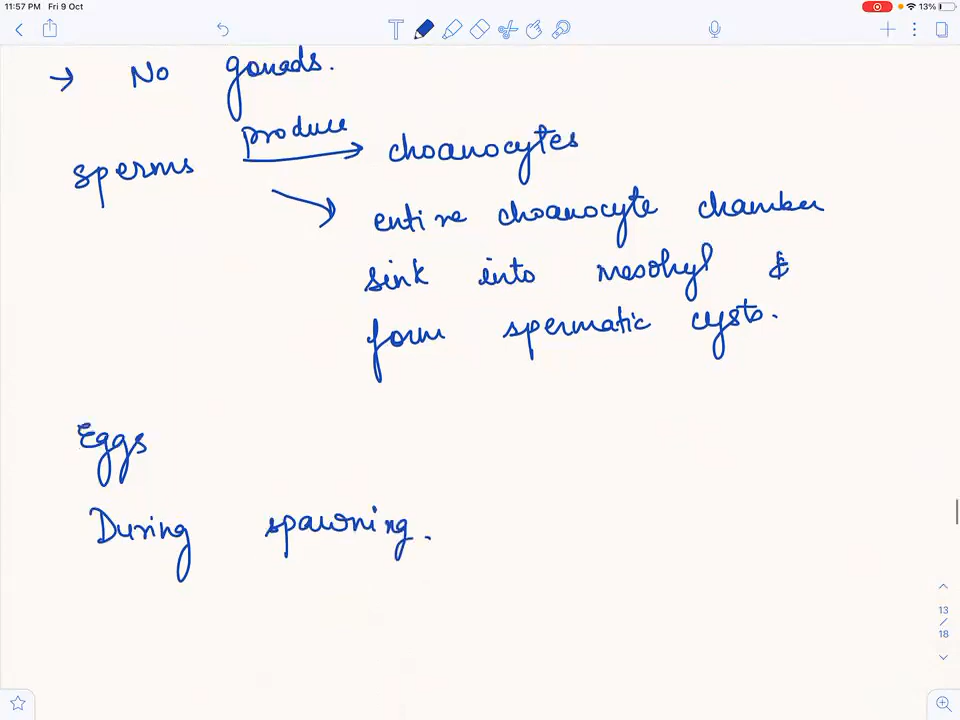 11:57 PM Fri 9 Oct
13%
→ No gonads.
sperms produce → choanocytes
→ entire choanocyte chamber
sink into mesohyl &
form spermatic cysts.
Eggs
During spawning.
13
/
18